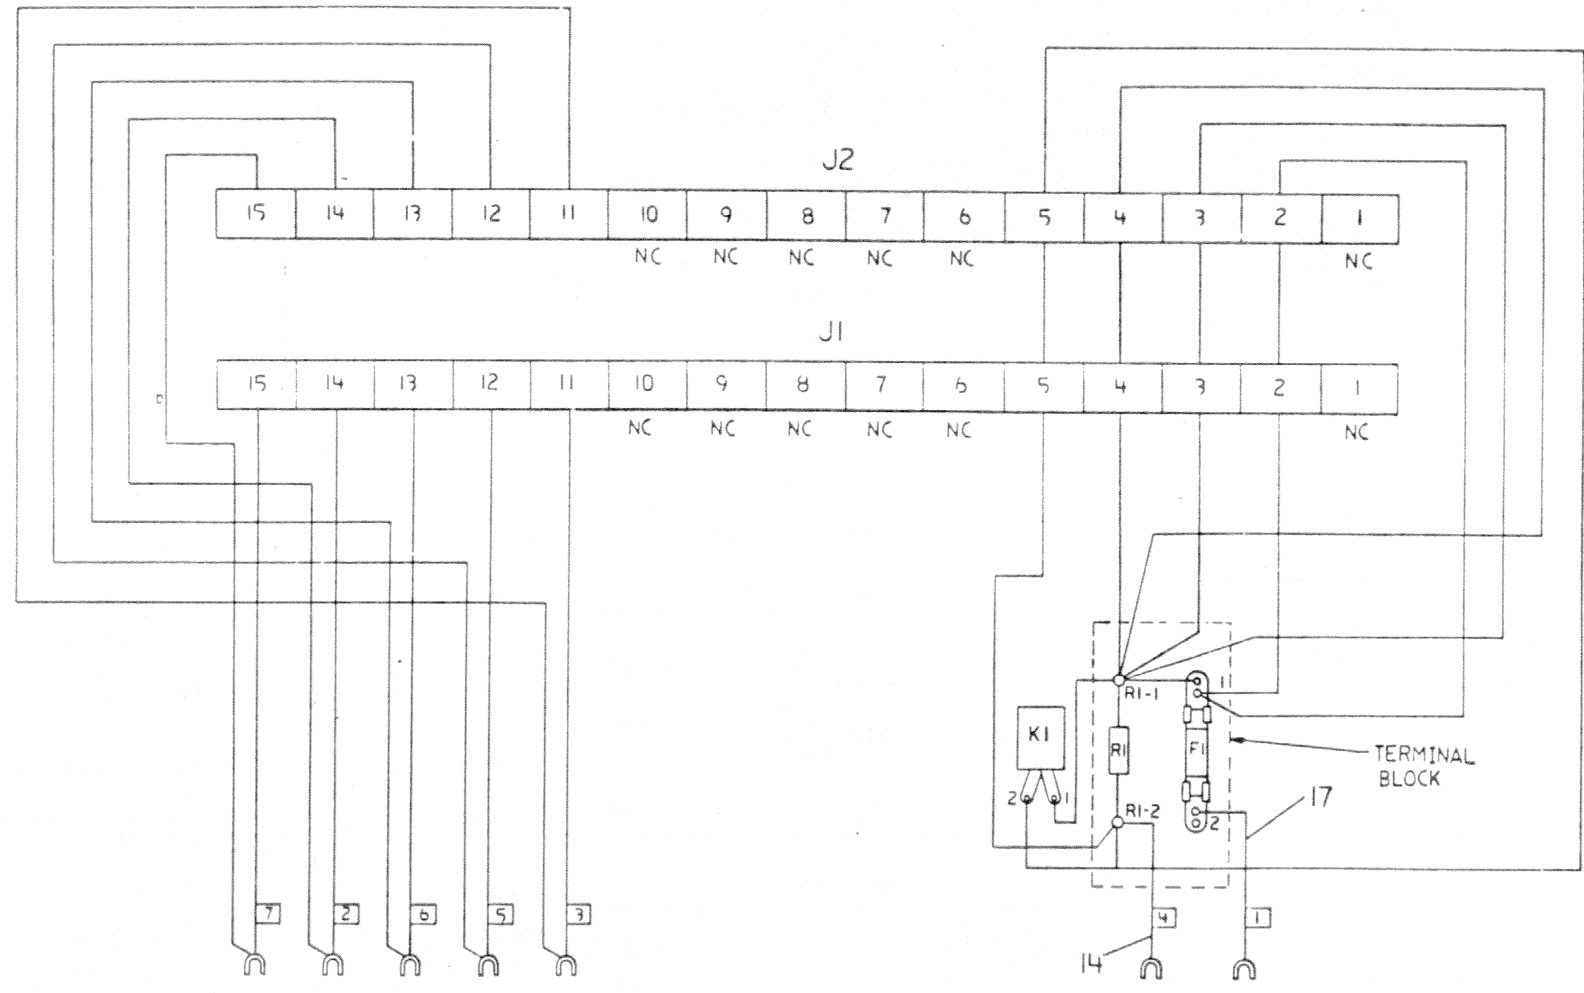 J2
15 14 13 12 11 10 9 8 7 6 5 4 3 2 1
NC NC NC NC NC NC
J1
15 14 13 12 11 10 9 8 7 6 5 4 3 2 1
NC NC NC NC NC NC
R1-1
1
K1
R1
F1
TERMINAL
BLOCK
2 1
17
R1-2
2
7 2 6 5 3 4 1
14